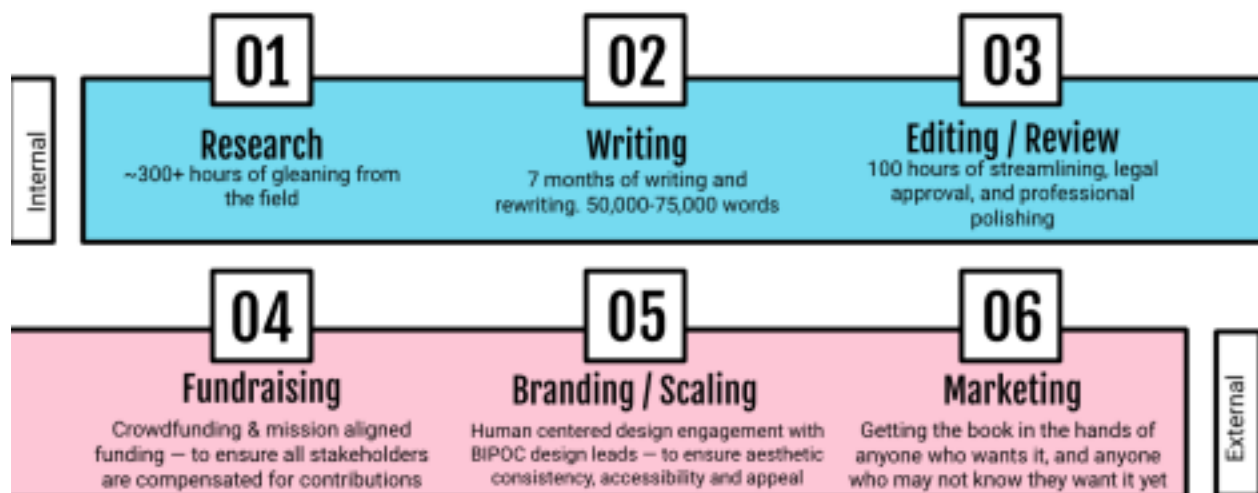 Internal
01
Research
~300+ hours of gleaning from
the field
02
Writing
7 months of writing and
rewriting. 50,000-75,000 words
03
Editing / Review
100 hours of streamlining, legal
approval, and professional
polishing
04
Fundraising
Crowdfunding & mission aligned
funding — to ensure all stakeholders
are compensated for contributions
05
Branding / Scaling
Human centered design engagement with
BIPOC design leads — to ensure aesthetic
consistency, accessibility and appeal
06
Marketing
Getting the book in the hands of
anyone who wants it, and anyone
who may not know they want it yet
External